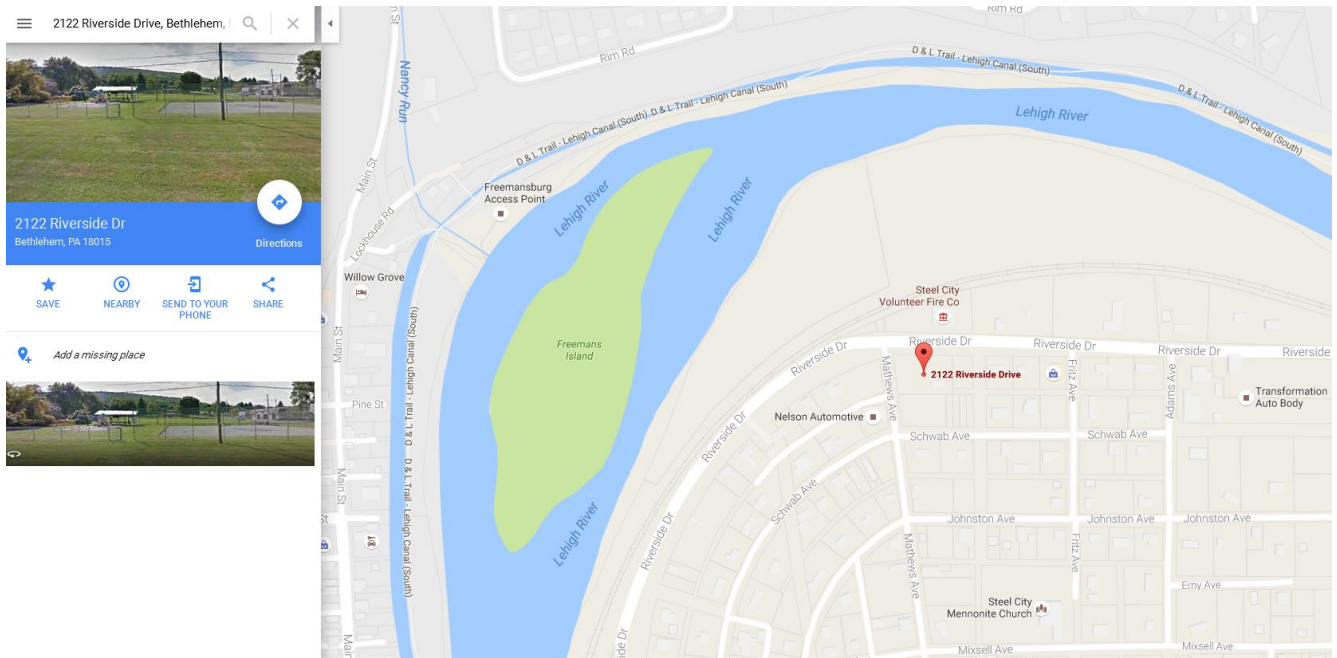 2122 Riverside Drive, Bethlehem,
2122 Riverside Dr
Bethlehem, PA 18015
Directions
SAVE
NEARBY
SEND TO YOUR
PHONE
SHARE
Add a missing place
Rim Rd
Rim Rd
Nancy Run
Main St
Lockhouse Rd
D & L Trail - Lehigh Canal (South)
D & L Trail - Lehigh Canal (South)
D & L Trail - Lehigh Canal (South)
D & L Trail - Lehigh Canal (South)
Lehigh River
Freemansburg
Access Point
Lehigh River
Lehigh River
Willow Grove
Main St
D & L Trail - Lehigh Canal (South)
Freemans
Island
Steel City
Volunteer Fire Co
Riverside Dr
Riverside Dr
Riverside Dr
Riverside Dr
Riverside
2122 Riverside Drive
Mathews Ave
Fritz Ave
Adams Ave
Transformation
Auto Body
Pine St
Nelson Automotive
Riverside Dr
Schwab Ave
Schwab Ave
Schwab Ave
Main St
D & L Trail - Lehigh Canal (South)
Lehigh River
Riverside Dr
Johnston Ave
Johnston Ave
Johnston Ave
St
Mathews Ave
Fritz Ave
Erny Ave
Steel City
Mennonite Church
Mixsell Ave
Mixsell Ave
Main